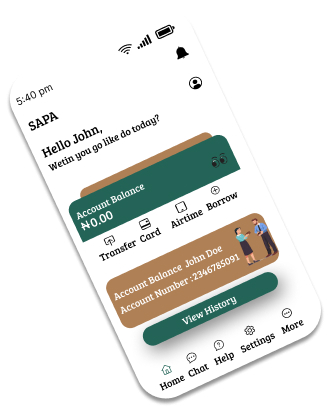 5:40 pm
SAPA
Hello John,
Wetin you go like do today?
Account Balance
₦0.00
Transfer Card Airtime Borrow
Account Balance John Doe
Account Number :2346785091
View History
Home Chat Help Settings More